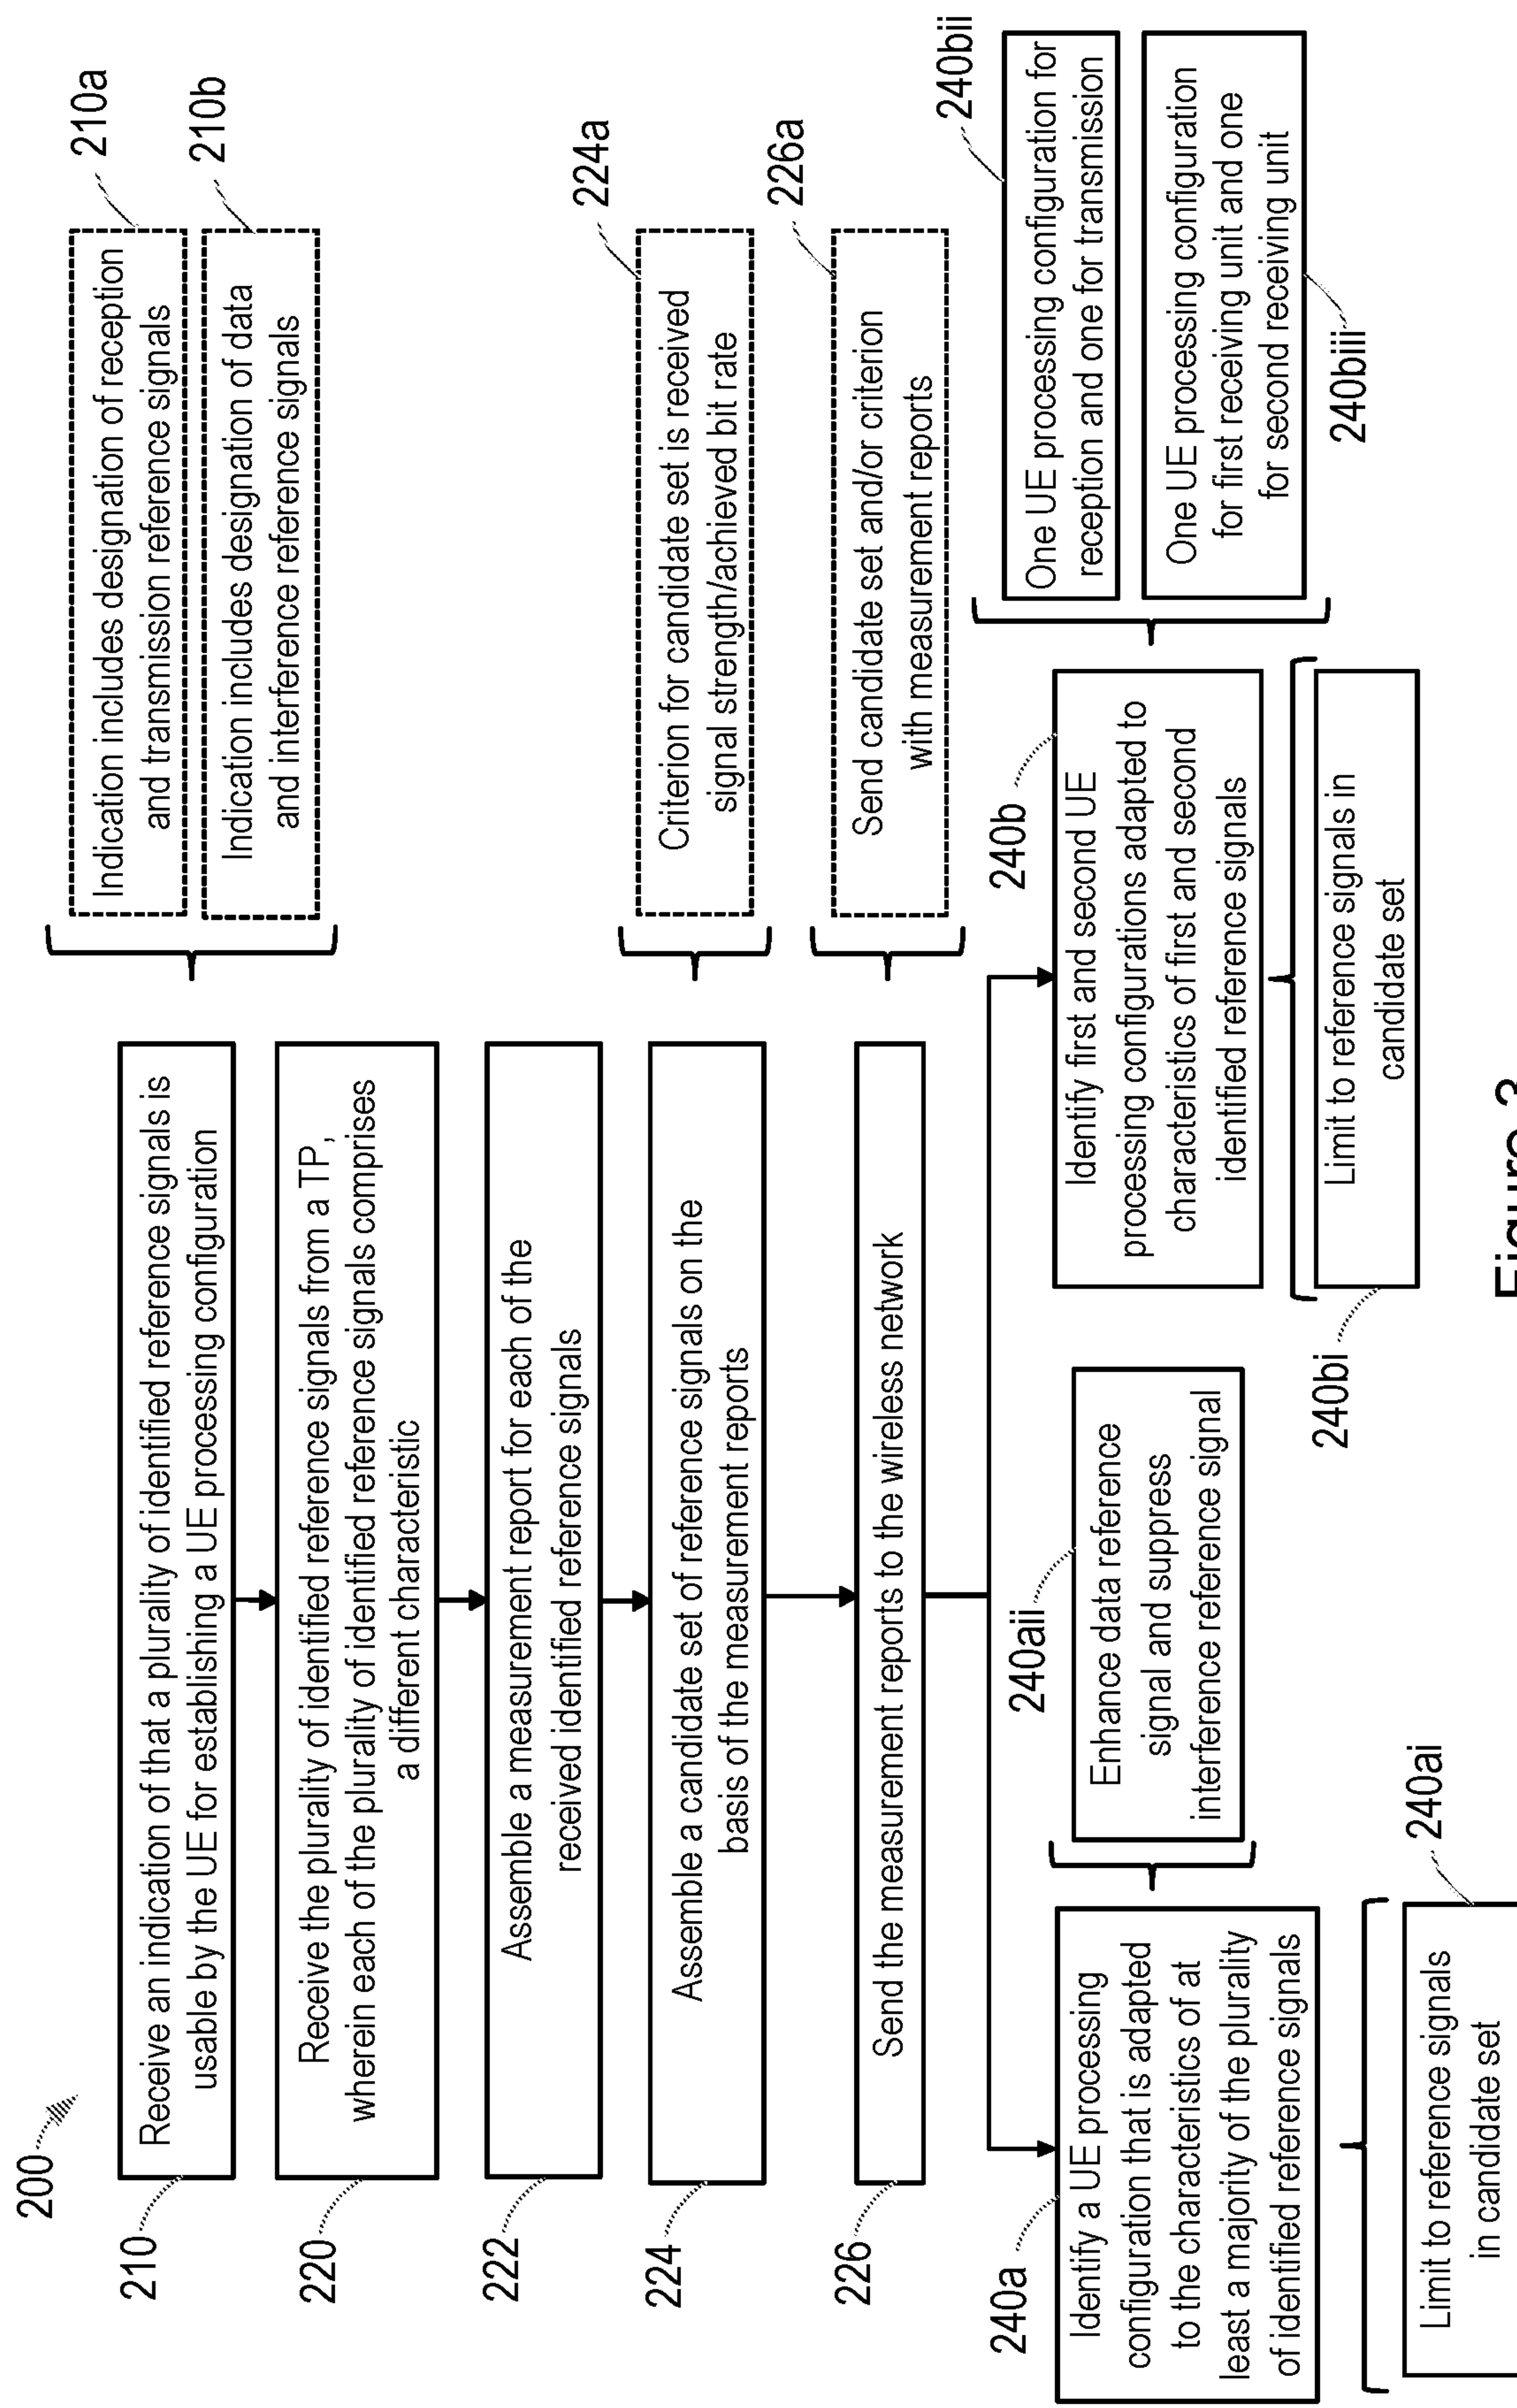 200
210
Receive an indication of that a plurality of identified reference signals is
usable by the UE for establishing a UE processing configuration
Indication includes designation of reception
and transmission reference signals
210a
Indication includes designation of data
and interference reference signals
210b
220
Receive the plurality of identified reference signals from a TP,
wherein each of the plurality of identified reference signals comprises
a different characteristic
222
Assemble a measurement report for each of the
received identified reference signals
224
Assemble a candidate set of reference signals on the
basis of the measurement reports
Criterion for candidate set is received
signal strength/achieved bit rate
224a
226
Send the measurement reports to the wireless network
Send candidate set and/or criterion
with measurement reports
226a
240a
Identify a UE processing
configuration that is adapted
to the characteristics of at
least a majority of the plurality
of identified reference signals
240aii
Enhance data reference
signal and suppress
interference reference signal
240b
Identify first and second UE
processing configurations adapted to
characteristics of first and second
identified reference signals
240bii
One UE processing configuration for
reception and one for transmission
One UE processing configuration
for first receiving unit and one
for second receiving unit
240biii
Limit to reference signals
in candidate set
240ai
240bi
Limit to reference signals in
candidate set
Figure 3